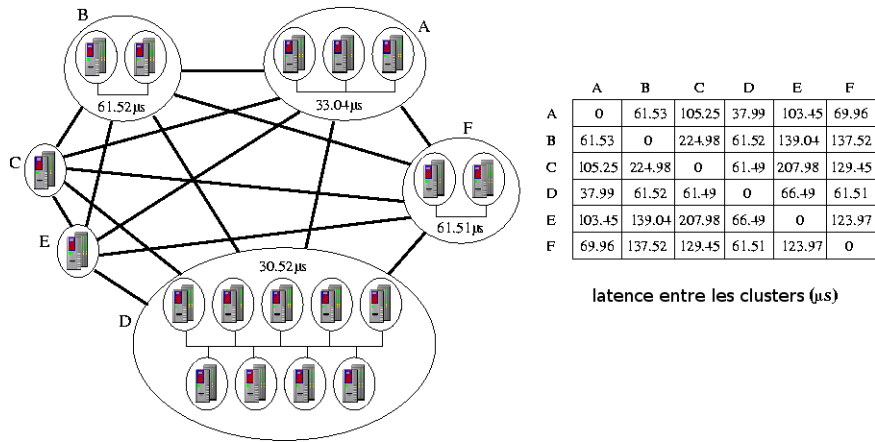 B
A
61.52µs
33.04µs
C
F
E
61.51µs
30.52µs
D
A B C D E F
A 0 61.53 105.25 37.99 103.45 69.96
B 61.53 0 224.98 61.52 139.04 137.52
C 105.25 224.98 0 61.49 207.98 129.45
D 37.99 61.52 61.49 0 66.49 61.51
E 103.45 139.04 207.98 66.49 0 123.97
F 69.96 137.52 129.45 61.51 123.97 0
latence entre les clusters (µs)